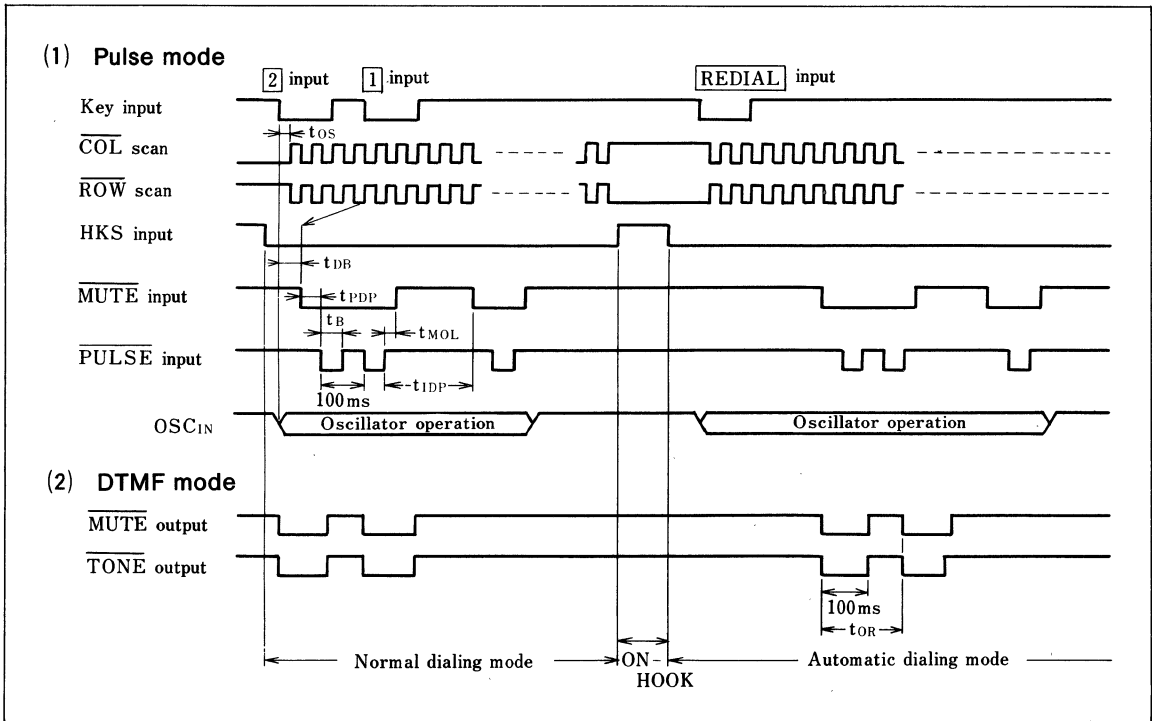 (1) Pulse mode
2 input 1 input REDIAL input
Key input
tOS
COL scan
ROW scan
HKS input
tDB
MUTE input
tPDP
tB
tMOL
PULSE input
tIDP
100ms
OSCIN Oscillator operation Oscillator operation
(2) DTMF mode
MUTE output
TONE output
100ms
tOR
Normal dialing mode ON- Automatic dialing mode
HOOK